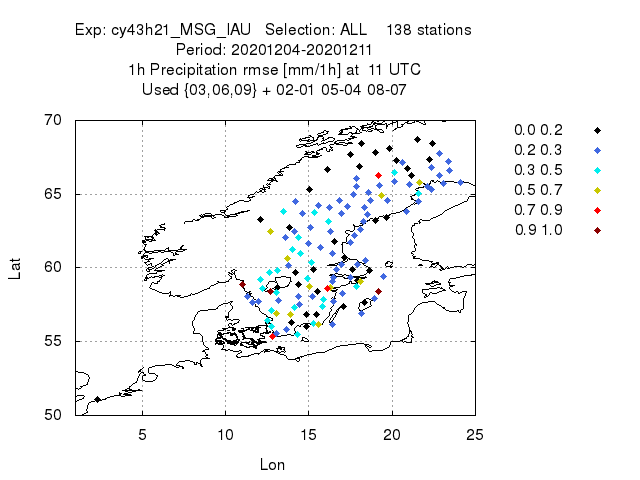 Exp: cy43h21_MSG_IAU   Selection: ALL    138 stations
Period: 20201204-20201211
1h Precipitation rmse [mm/1h] at  11 UTC
Used {03,06,09} + 02-01 05-04 08-07
70
65
60
55
50
Lat
5
10
15
20
25
Lon
0.0 0.2
0.2 0.3
0.3 0.5
0.5 0.7
0.7 0.9
0.9 1.0